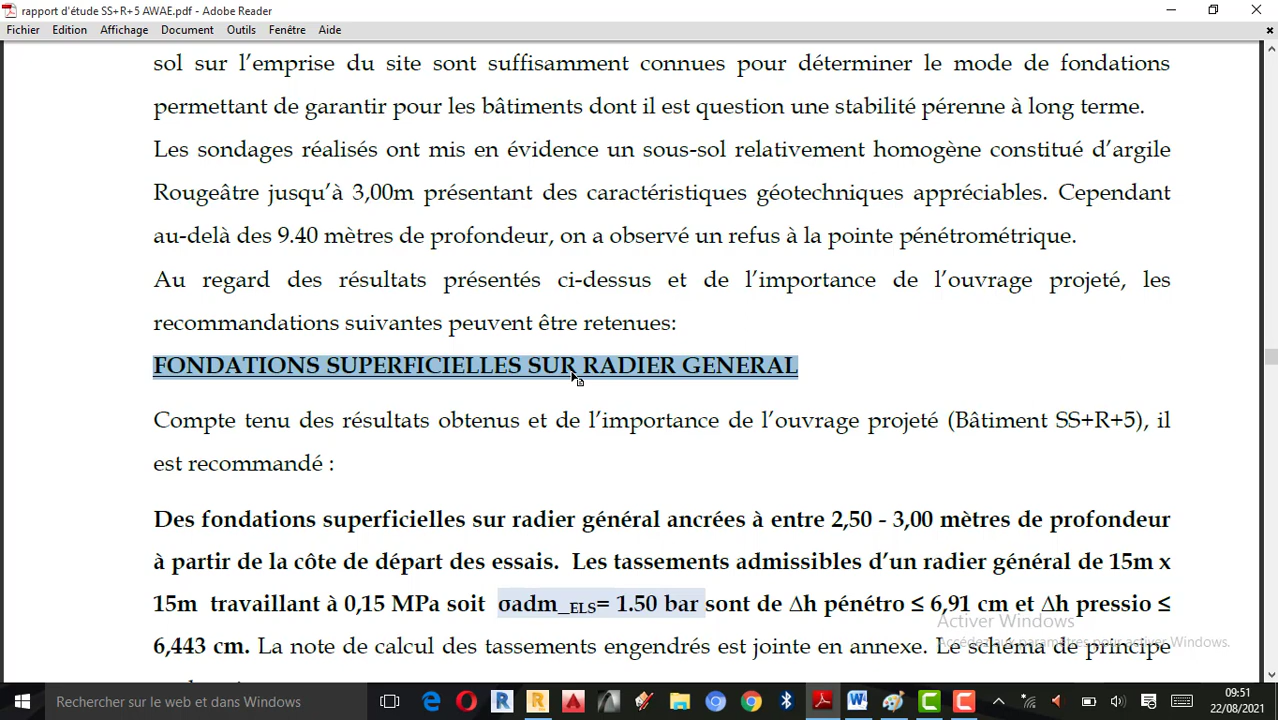 rapport d'étude SS+R+5 AWAE.pdf - Adobe Reader
Fichier Edition Affichage Document Outils Fenêtre Aide
sol sur l'emprise du site sont suffisamment connues pour déterminer le mode de fondations
permettant de garantir pour les bâtiments dont il est question une stabilité pérenne à long terme.
Les sondages réalisés ont mis en évidence un sous-sol relativement homogène constitué d'argile
Rougeâtre jusqu'à 3,00m présentant des caractéristiques géotechniques appréciables. Cependant
au-delà des 9.40 mètres de profondeur, on a observé un refus à la pointe pénétrométrique.
Au regard des résultats présentés ci-dessus et de l'importance de l'ouvrage projeté, les
recommandations suivantes peuvent être retenues:
FONDATIONS SUPERFICIELLES SUR RADIER GENERAL
Compte tenu des résultats obtenus et de l'importance de l'ouvrage projeté (Bâtiment SS+R+5), il
est recommandé :
Des fondations superficielles sur radier général ancrées à entre 2,50 - 3,00 mètres de profondeur
à partir de la côte de départ des essais. Les tassements admissibles d'un radier général de 15m x
15m travaillant à 0,15 MPa soit σadm_ELS= 1.50 bar sont de ∆h pénétro ≤ 6,91 cm et ∆h pressio ≤
6,443 cm. La note de calcul des tassements engendrés est jointe en annexe. Le schéma de principe
Activer Windows
Accédez aux paramètres pour activer Windows.
Rechercher sur le web et dans Windows
09:51
22/08/2021